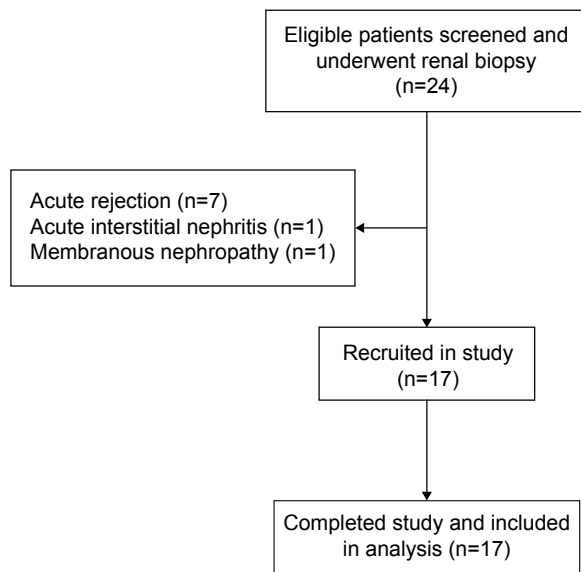 Eligible patients screened and
underwent renal biopsy
(n=24)
Acute rejection (n=7)
Acute interstitial nephritis (n=1)
Membranous nephropathy (n=1)
Recruited in study
(n=17)
Completed study and included
in analysis (n=17)